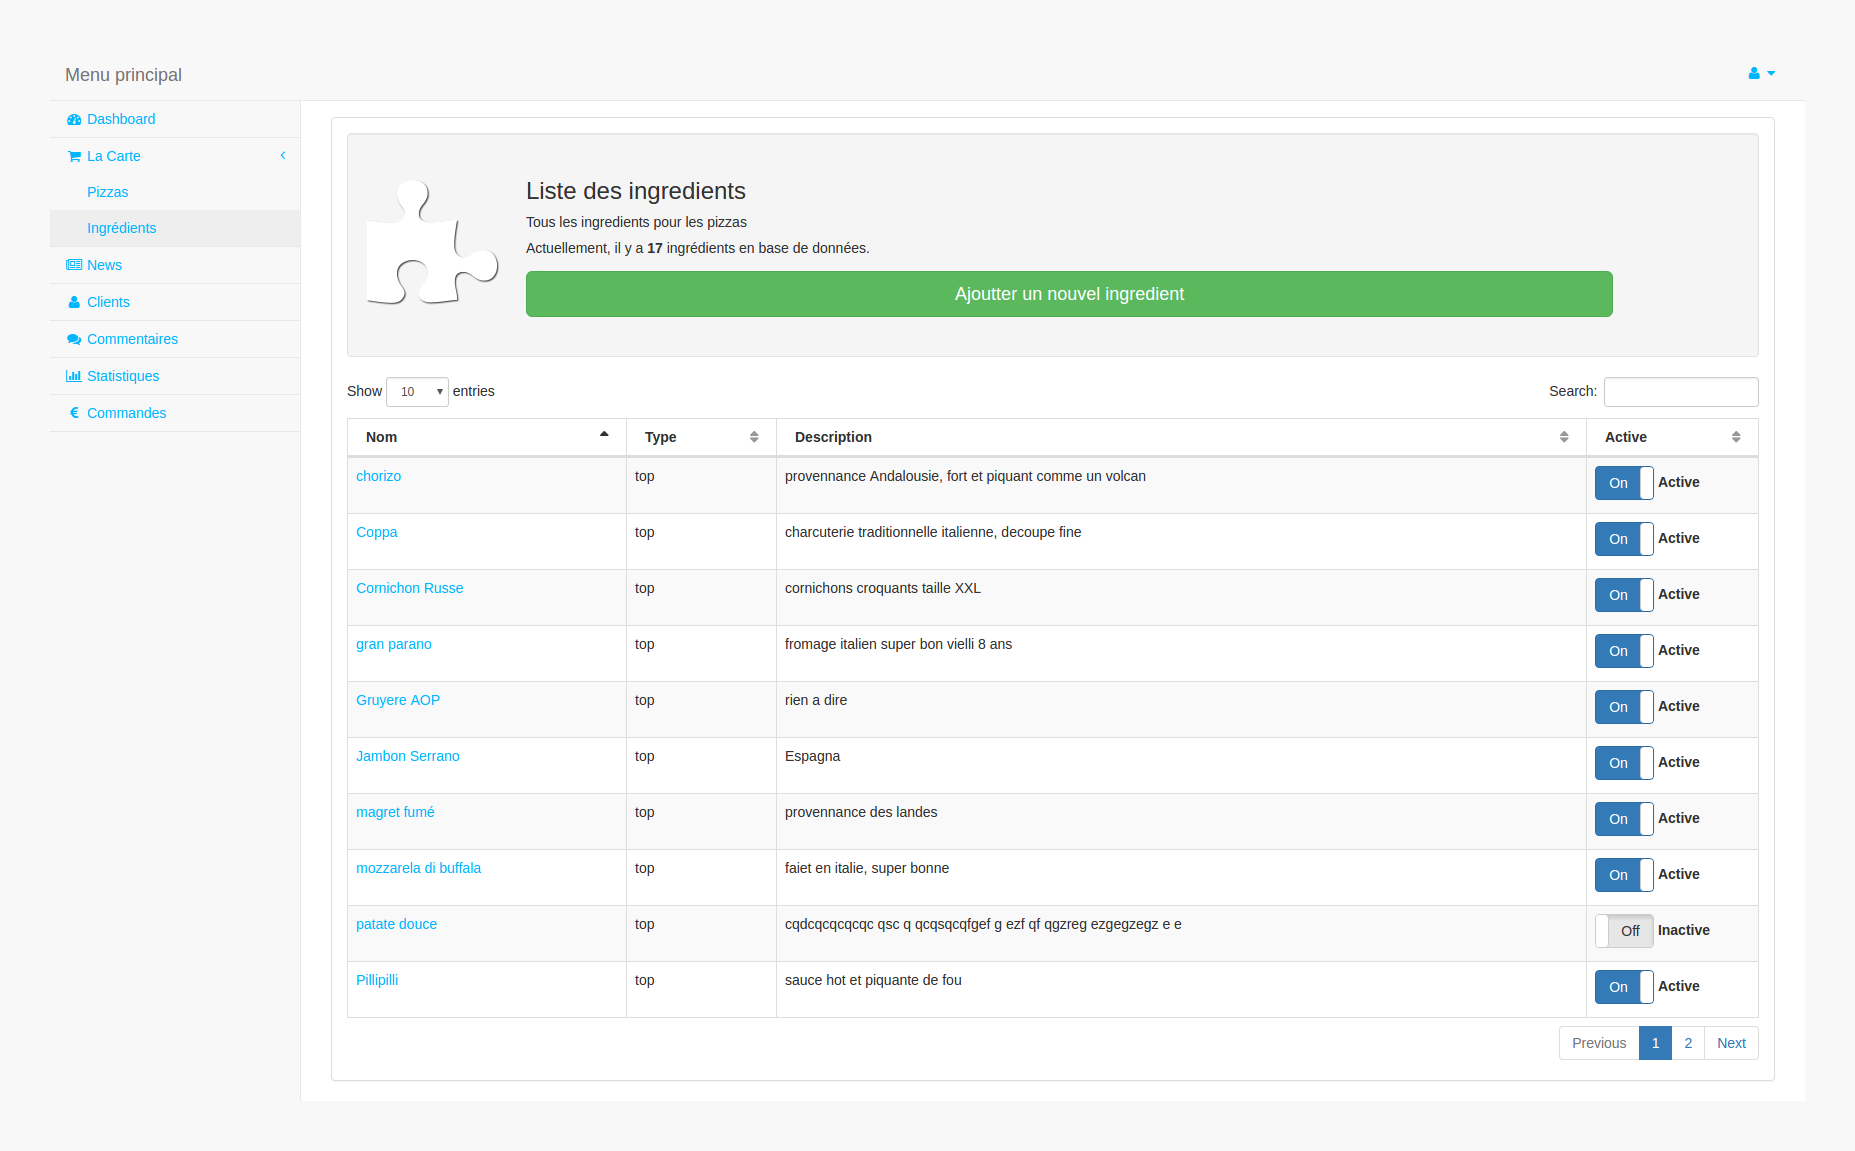 Menu principal
Dashboard
La Carte
Pizzas
Ingrédients
News
Clients
Commentaires
Statistiques
Commandes
Liste des ingredients
Tous les ingredients pour les pizzas
Actuellement, il y a 17 ingrédients en base de données.
Ajoutter un nouvel ingredient
Show 10 entries
Search:
Nom Type Description Active
chorizo top provennance Andalousie, fort et piquant comme un volcan On Active
Coppa top charcuterie traditionnelle italienne, decoupe fine On Active
Cornichon Russe top cornichons croquants taille XXL On Active
gran parano top fromage italien super bon vielli 8 ans On Active
Gruyere AOP top rien a dire On Active
Jambon Serrano top Espagna On Active
magret fumé top provennance des landes On Active
mozzarela di buffala top faiet en italie, super bonne On Active
patate douce top cqdcqcqcqcqc qsc q qcqsqcqfgef g ezf qf qgzreg ezgegzegz e e Off Inactive
Pillipilli top sauce hot et piquante de fou On Active
Previous 1 2 Next